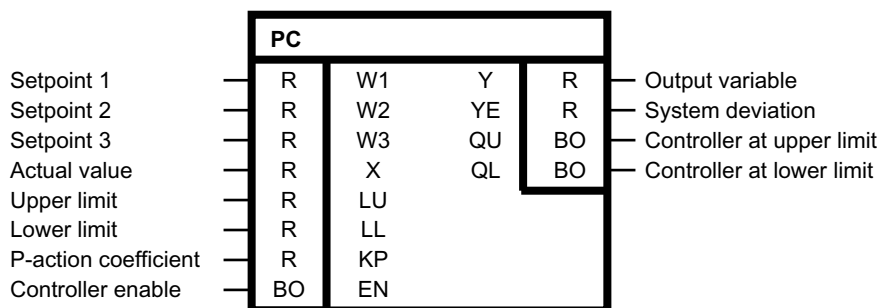 PC
Setpoint 1 R W1 Y R Output variable
Setpoint 2 R W2 YE R System deviation
Setpoint 3 R W3 QU BO Controller at upper limit
Actual value R X QL BO Controller at lower limit
Upper limit R LU
Lower limit R LL
P-action coefficient R KP
Controller enable BO EN